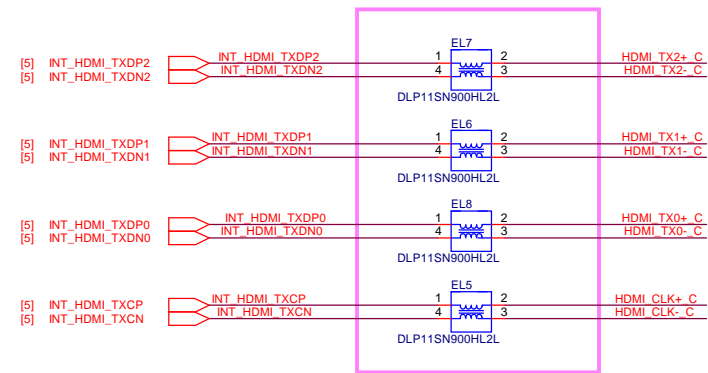 EL7
[5] INT_HDMI_TXDP2 INT_HDMI_TXDP2 1 2 HDMI_TX2+_C
[5] INT_HDMI_TXDN2 INT_HDMI_TXDN2 4 3 HDMI_TX2-_C
DLP11SN900HL2L
EL6
[5] INT_HDMI_TXDP1 INT_HDMI_TXDP1 1 2 HDMI_TX1+_C
[5] INT_HDMI_TXDN1 INT_HDMI_TXDN1 4 3 HDMI_TX1-_C
DLP11SN900HL2L
EL8
[5] INT_HDMI_TXDP0 INT_HDMI_TXDP0 1 2 HDMI_TX0+_C
[5] INT_HDMI_TXDN0 INT_HDMI_TXDN0 4 3 HDMI_TX0-_C
DLP11SN900HL2L
EL5
[5] INT_HDMI_TXCP INT_HDMI_TXCP 1 2 HDMI_CLK+_C
[5] INT_HDMI_TXCN INT_HDMI_TXCN 4 3 HDMI_CLK-_C
DLP11SN900HL2L